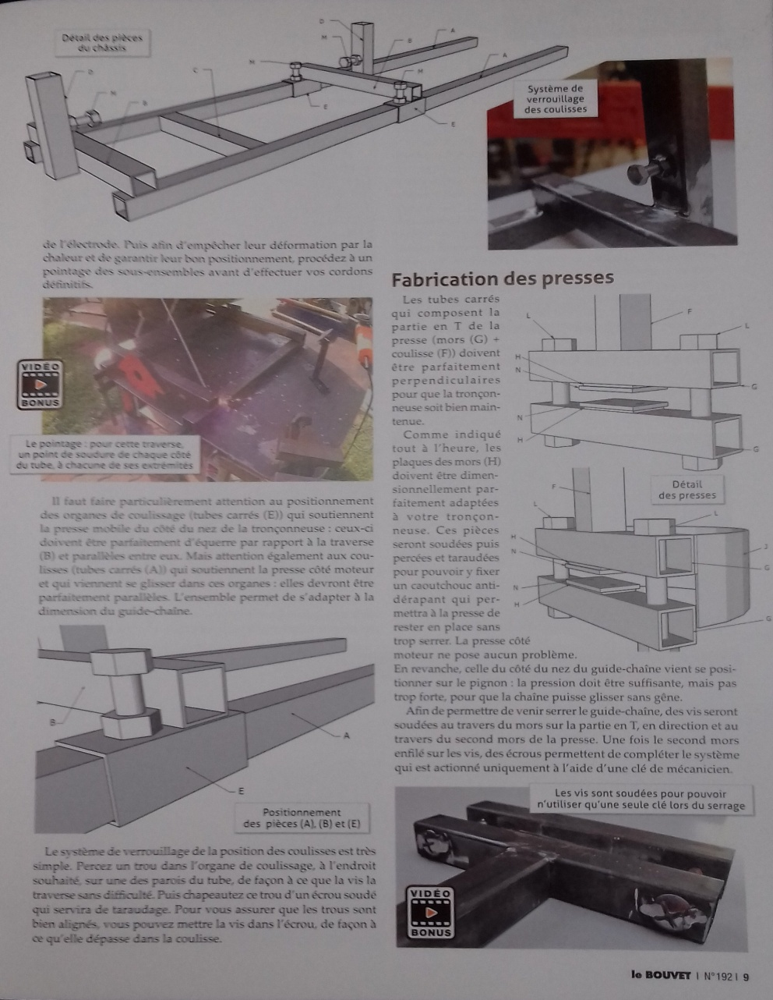 Détail des pièces
du châssis
D
M
B
A
A
M
M
D
M
B
C
E
E
Système de
verrouillage
des coulisses
de l'électrode. Puis afin d'empêcher leur déformation par la
chaleur et de garantir leur bon positionnement, procédez à un
pointage des sous-ensembles avant d'effectuer vos cordons
définitifs.
VIDÉO
BONUS
Le pointage : pour cette traverse,
un point de soudure de chaque côté
du tube, à chacune de ses extrémités
Il faut faire particulièrement attention au positionnement
des organes de coulissage (tubes carrés (E)) qui soutiennent
la presse mobile du côté du nez de la tronçonneuse : ceux-ci
doivent être parfaitement d'équerre par rapport à la traverse
(B) et parallèles entre eux. Mais attention également aux cou-
lisses (tubes carrés (A)) qui soutiennent la presse côté moteur
et qui viennent se glisser dans ces organes : elles devront être
parfaitement parallèles. L'ensemble permet de s'adapter à la
dimension du guide-chaîne.
B
A
E
Positionnement
des pièces (A), (B) et (E)
Le système de verrouillage de la position des coulisses est très
simple. Percez un trou dans l'organe de coulissage, à l'endroit
souhaité, sur une des parois du tube, de façon à ce que la vis la
traverse sans difficulté. Puis chapeautez ce trou d'un écrou soudé
qui servira de taraudage. Pour vous assurer que les trous sont
bien alignés, vous pouvez mettre la vis dans l'écrou, de façon à
ce qu'elle dépasse dans la coulisse.
Fabrication des presses
Les tubes carrés
qui composent la
partie en T de la
presse (mors (G) +
coulisse (F)) doivent
être parfaitement
perpendiculaires
pour que la tronçon-
neuse soit bien main-
tenue.
Comme indiqué
tout à l'heure, les
plaques des mors (H)
doivent être dimen-
sionnellement par-
faitement adaptées
à votre tronçon-
neuse. Ces pièces
seront soudées puis
percées et taraudées
pour pouvoir y fixer
un caoutchouc anti-
dérapant qui per-
mettra à la presse de
rester en place sans
trop serrer. La presse côté
moteur ne pose aucun problème.
En revanche, celle du côté du nez du guide-chaîne vient se posi-
tionner sur le pignon : la pression doit être suffisante, mais pas
trop forte, pour que la chaîne puisse glisser sans gêne.
Afin de permettre de venir serrer le guide-chaîne, des vis seront
soudées au travers du mors sur la partie en T, en direction et au
travers du second mors de la presse. Une fois le second mors
enfilé sur les vis, des écrous permettent de compléter le système
qui est actionné uniquement à l'aide d'une clé de mécanicien.
L
F
L
H
N
G
N
H
G
Détail
des presses
F
L
L
H
N
J
G
N
H
G
Les vis sont soudées pour pouvoir
n'utiliser qu'une seule clé lors du serrage
VIDÉO
BONUS
le BOUVET | N°192 | 9